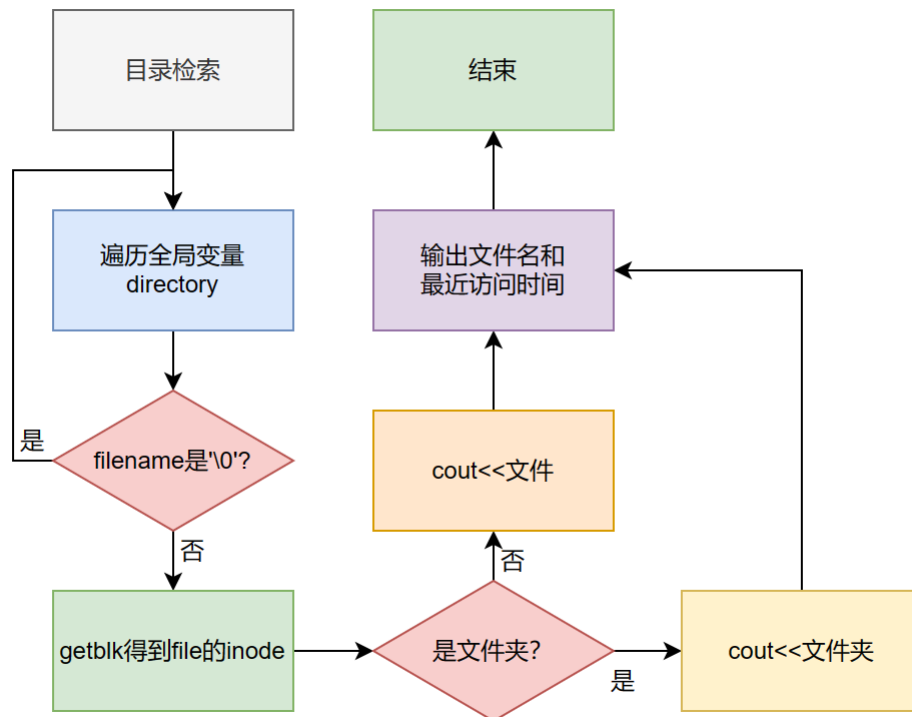 目录检索
结束
遍历全局变量
directory
输出文件名和
最近访问时间
是
filename是'\0'?
cout<<文件
否
否
getblk得到file的inode
是文件夹?
是
cout<<文件夹